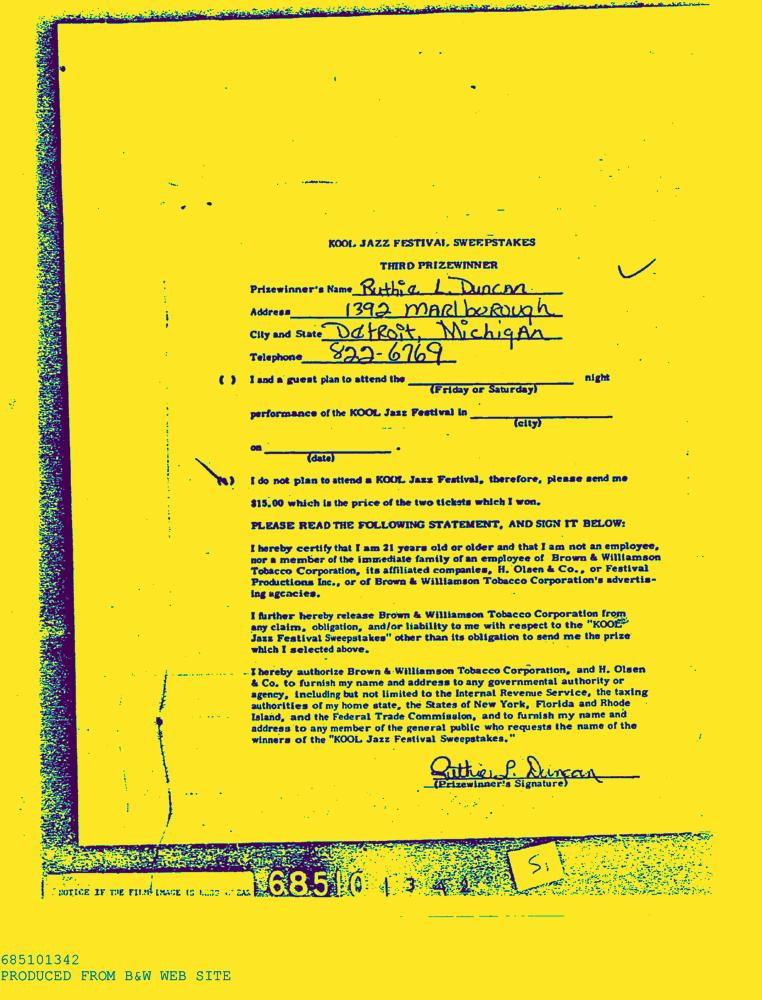 KOOL JAZZ FESTIVAL SWEEPSTAKES
THIRD PRIZEWINNER
Prizewinner's Name Ruthie L. Duncan
Address 1392 Marlborough
City and State Detroit, Michigan
Telephone 822-6769
( ) I and a guest plan to attend the ____ night
(Friday or Saturday)
performance of the KOOL Jazz Festival in ____
(city)
on ____ .
(date)
( ) I do not plan to attend a KOOL Jazz Festival, therefore, please send me
$15.00 which is the price of the two tickets which I won.
PLEASE READ THE FOLLOWING STATEMENT, AND SIGN IT BELOW:
I hereby certify that I am 21 years old or older and that I am not an employee,
nor a member of the immediate family of an employee of Brown & Williamson
Tobacco Corporation, its affiliated companies, H. Olsen & Co., or Festival
Productions Inc., or of Brown & Williamson Tobacco Corporation's advertis-
ing agencies.
I further hereby release Brown & Williamson Tobacco Corporation from
any claim, obligation, and/or liability to me with respect to the "KOOL
Jazz Festival Sweepstakes" other than its obligation to send me the prize
which I selected above.
I hereby authorize Brown & Williamson Tobacco Corporation, and H. Olsen
& Co. to furnish my name and address to any governmental authority or
agency, including but not limited to the Internal Revenue Service, the taxing
authorities of my home state, the States of New York, Florida and Rhode
Island, and the Federal Trade Commission, and to furnish my name and
address to any member of the general public who requests the name of the
winners of the "KOOL Jazz Festival Sweepstakes."
Ruthie L. Duncan
(Prizewinner's Signature)
S.
NOTICE IF THE FILM IMAGE IS
685101342
685101342
PRODUCED FROM B&W WEB SITE